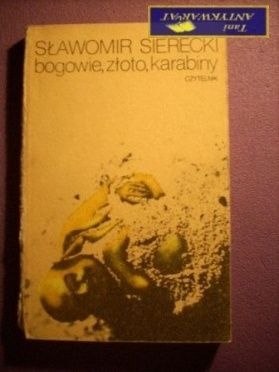 Tani
ANTYKWARIAT
SŁAWOMIR SIERECKI
bogowie, złoto, karabiny
CZYTELNIK